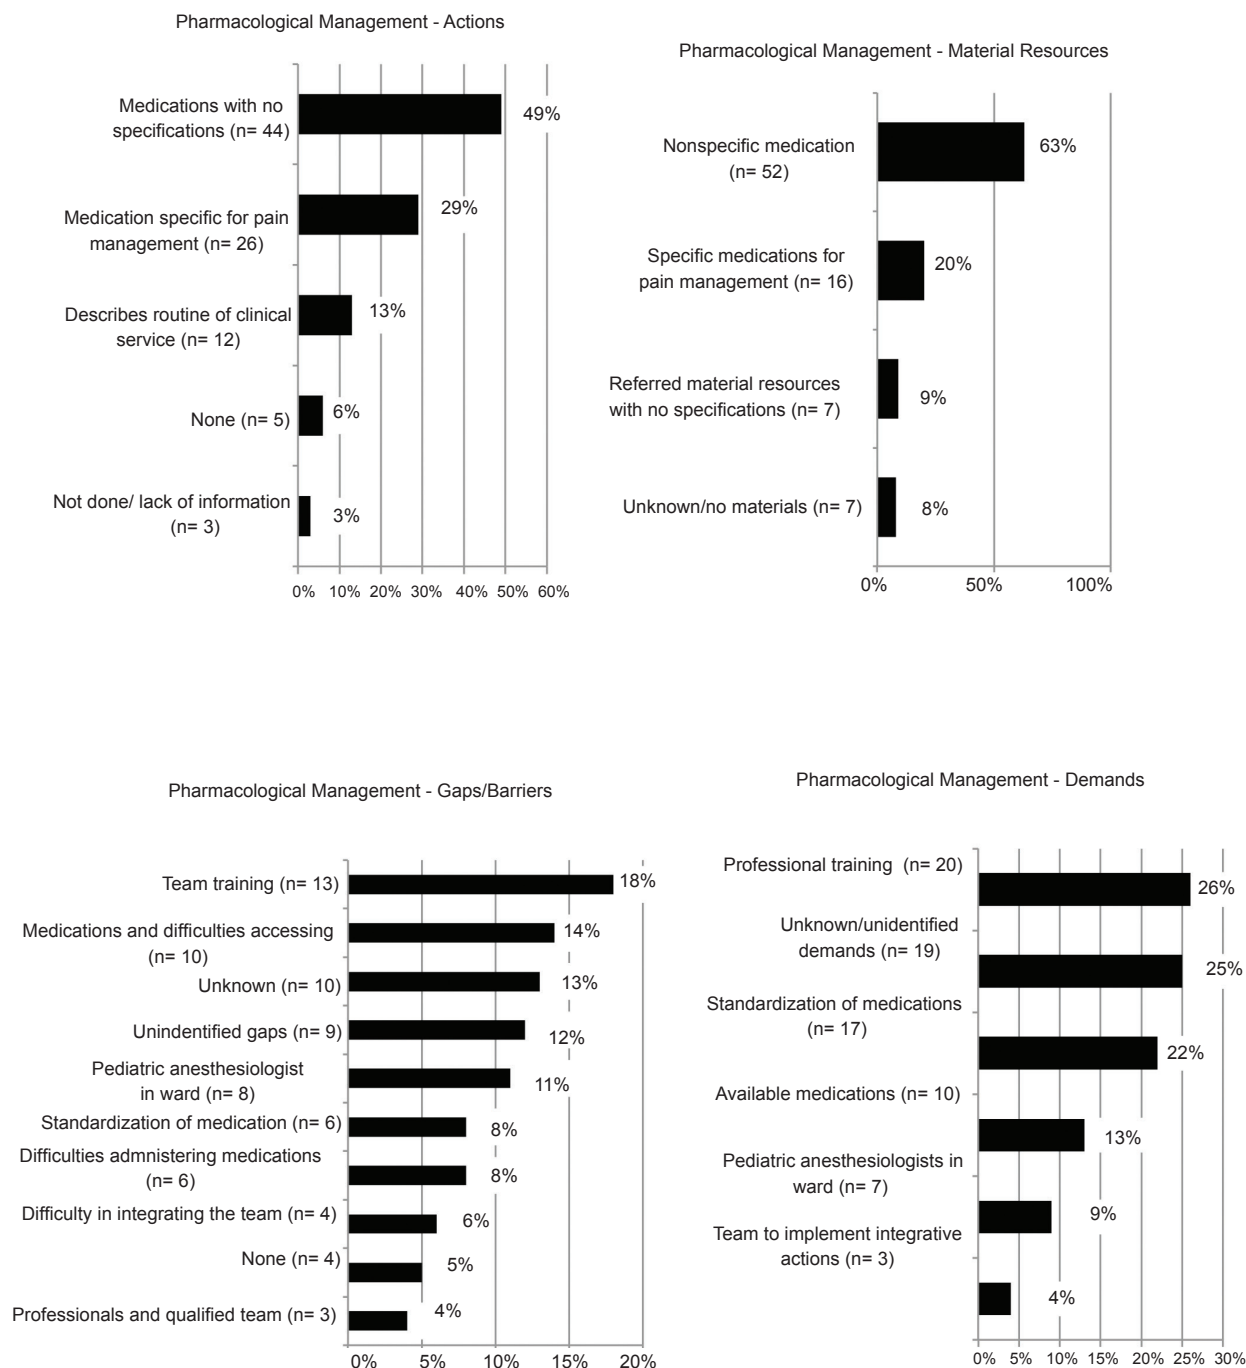 Pharmacological Management - Actions
Medications with no
specifications (n= 44)
49%
Medication specific for pain
management (n= 26)
29%
Describes routine of clinical
service (n= 12)
13%
None (n= 5)
6%
Not done/ lack of information
(n= 3)
3%
0% 10% 20% 30% 40% 50% 60%
Pharmacological Management - Material Resources
Nonspecific medication
(n= 52)
63%
Specific medications for
pain management (n= 16)
20%
Referred material resources
with no specifications (n= 7)
9%
Unknown/no materials (n= 7)
8%
0% 50% 100%
Pharmacological Management - Gaps/Barriers
Team training (n= 13)
18%
Medications and difficulties accessing
(n= 10)
14%
Unknown (n= 10)
13%
Unidentified gaps (n= 9)
12%
Pediatric anesthesiologist
in ward (n= 8)
11%
Standardization of medication (n= 6)
8%
Difficulties admnistering medications
(n= 6)
8%
Difficulty in integrating the team (n= 4)
6%
None (n= 4)
5%
Professionals and qualified team (n= 3)
4%
0% 5% 10% 15% 20%
Pharmacological Management - Demands
Professional training (n= 20)
26%
Unknown/unidentified
demands (n= 19)
25%
Standardization of medications
(n= 17)
22%
Available medications (n= 10)
13%
Pediatric anesthesiologists in
ward (n= 7)
9%
Team to implement integrative
actions (n= 3)
4%
0% 5% 10% 15% 20% 25% 30%